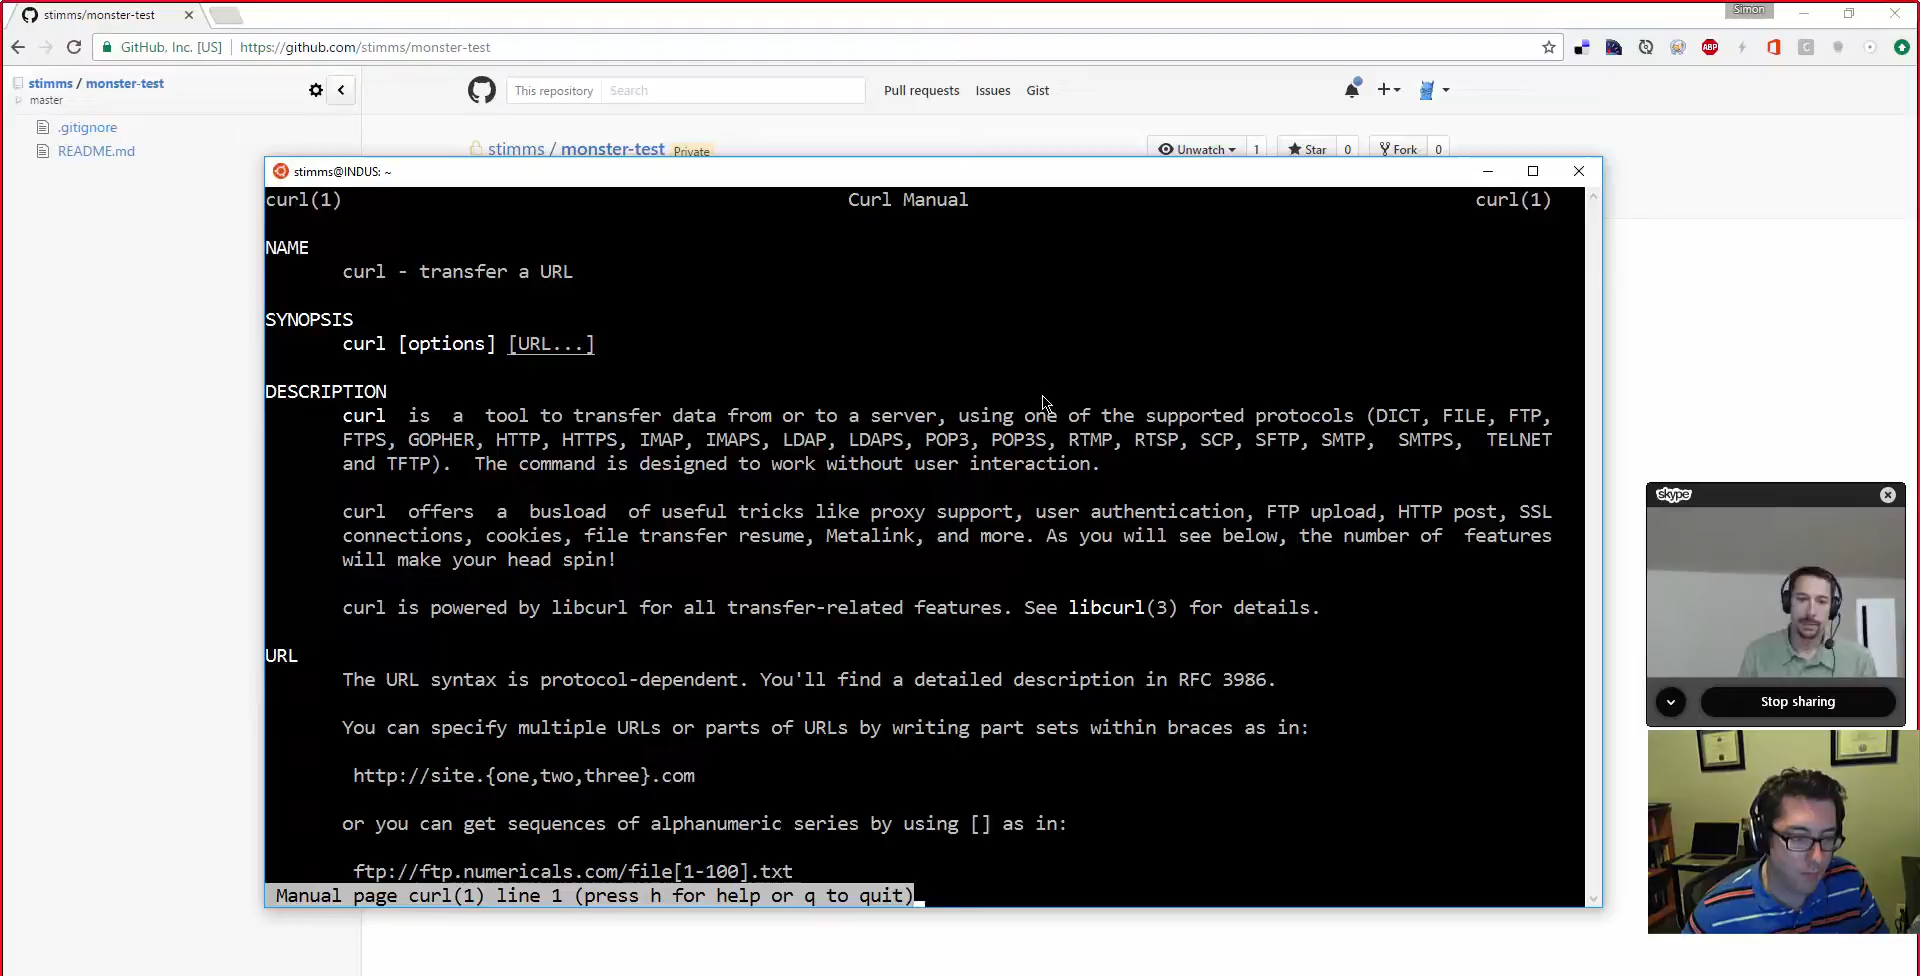 stimms/monster-test
Simon
GitHub, Inc. [US]
https://github.com/stimms/monster-test
ABP
stimms / monster-test
master
.gitignore
README.md
This repository
Search
Pull requests
Issues
Gist
stimms / monster-test Private
Unwatch 1
Star 0
Fork 0
stimms@INDUS: ~
curl(1) Curl Manual curl(1)
NAME
curl - transfer a URL
SYNOPSIS
curl [options] [URL...]
DESCRIPTION
curl is a tool to transfer data from or to a server, using one of the supported protocols (DICT, FILE, FTP,
FTPS, GOPHER, HTTP, HTTPS, IMAP, IMAPS, LDAP, LDAPS, POP3, POP3S, RTMP, RTSP, SCP, SFTP, SMTP, SMTPS, TELNET
and TFTP). The command is designed to work without user interaction.
curl offers a busload of useful tricks like proxy support, user authentication, FTP upload, HTTP post, SSL
connections, cookies, file transfer resume, Metalink, and more. As you will see below, the number of features
will make your head spin!
curl is powered by libcurl for all transfer-related features. See libcurl(3) for details.
URL
The URL syntax is protocol-dependent. You'll find a detailed description in RFC 3986.
You can specify multiple URLs or parts of URLs by writing part sets within braces as in:
http://site.{one,two,three}.com
or you can get sequences of alphanumeric series by using [] as in:
ftp://ftp.numericals.com/file[1-100].txt
Manual page curl(1) line 1 (press h for help or q to quit)
skype
Stop sharing